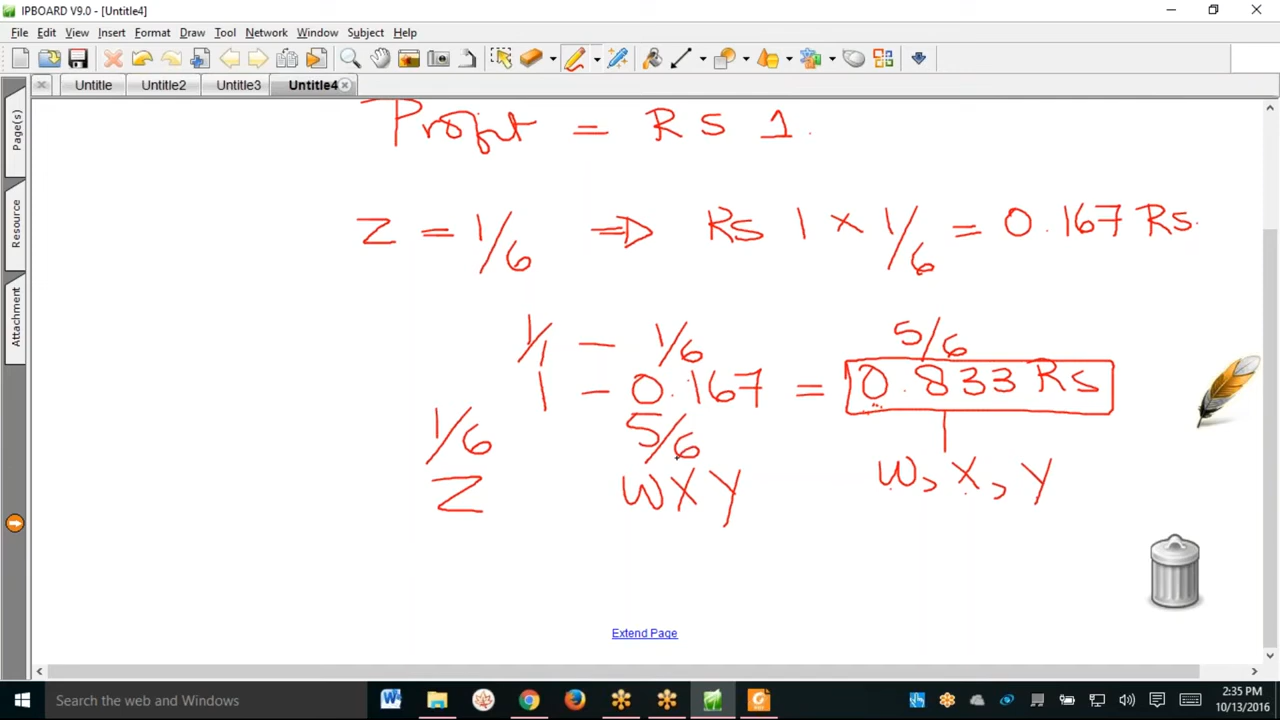 IPBOARD V9.0 - [Untitle4]
File Edit View Insert Format Draw Tool Network Window Subject Help
Untitle Untitle2 Untitle3 Untitle4
Page(s)
Resource
Attachment
Profit = RS 1.
Z = 1/6 => RS 1 x 1/6 = 0.167 Rs.
1/1 - 1/6 5/6
1 - 0.167 = 0.833 Rs
1/6 5/6
Z W X Y W, X, Y
Extend Page
Search the web and Windows
2:35 PM
10/13/2016